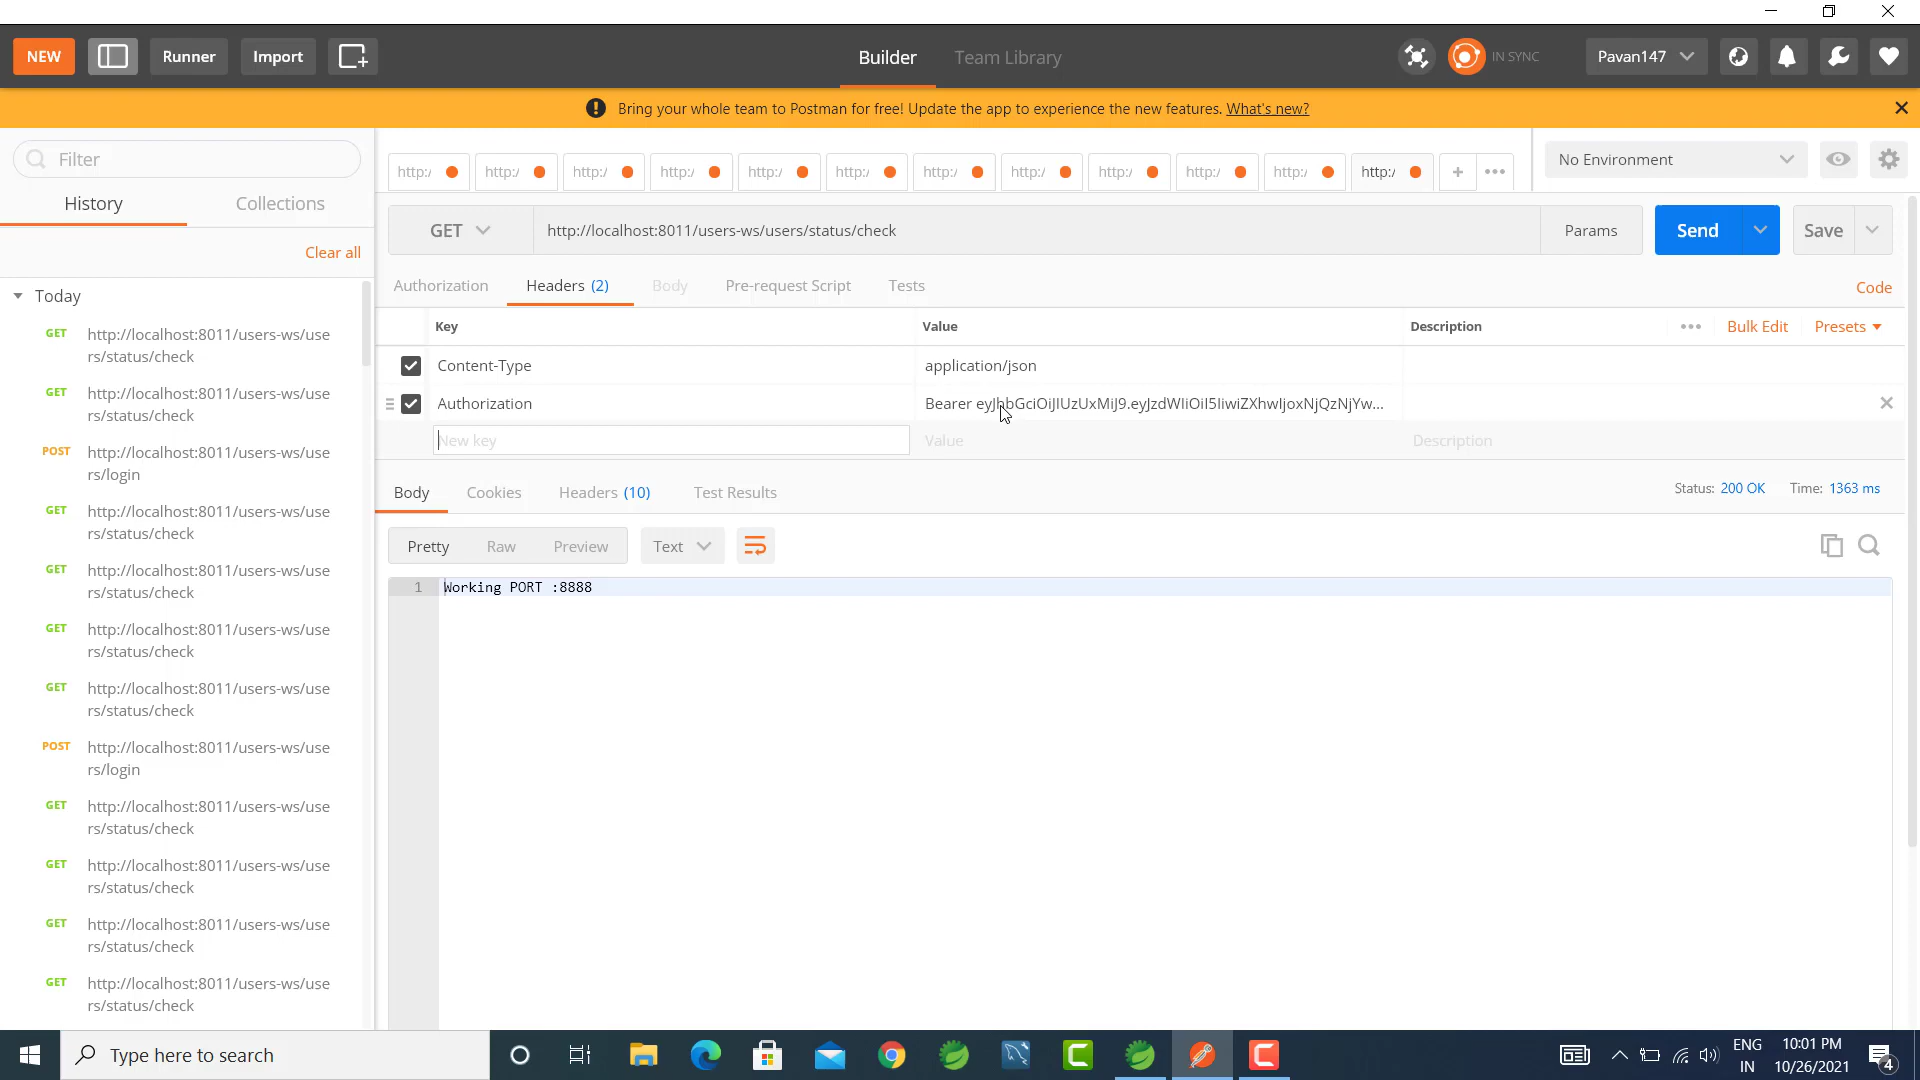 NEW
Runner
Import
Builder
Team Library
IN SYNC
Pavan147
Bring your whole team to Postman for free! Update the app to experience the new features. What's new?
Filter
History
Collections
Clear all
Today
GET http://localhost:8011/users-ws/use
rs/status/check
GET http://localhost:8011/users-ws/use
rs/status/check
POST http://localhost:8011/users-ws/use
rs/login
GET http://localhost:8011/users-ws/use
rs/status/check
GET http://localhost:8011/users-ws/use
rs/status/check
GET http://localhost:8011/users-ws/use
rs/status/check
GET http://localhost:8011/users-ws/use
rs/status/check
POST http://localhost:8011/users-ws/use
rs/login
GET http://localhost:8011/users-ws/use
rs/status/check
GET http://localhost:8011/users-ws/use
rs/status/check
GET http://localhost:8011/users-ws/use
rs/status/check
GET http://localhost:8011/users-ws/use
rs/status/check
http:/ http:/ http:/ http:/ http:/ http:/ http:/ http:/ http:/ http:/ http:/ http:/ + •••
No Environment
GET http://localhost:8011/users-ws/users/status/check Params Send Save
Authorization Headers (2) Body Pre-request Script Tests Code
Key Value Description ••• Bulk Edit Presets
Content-Type application/json
Authorization Bearer
New key Value Description
Body Cookies Headers (10) Test Results Status: 200 OK Time: 1363 ms
Pretty Raw Preview Text
1 Working PORT :8888
Type here to search
ENG
IN
10:01 PM
10/26/2021
4